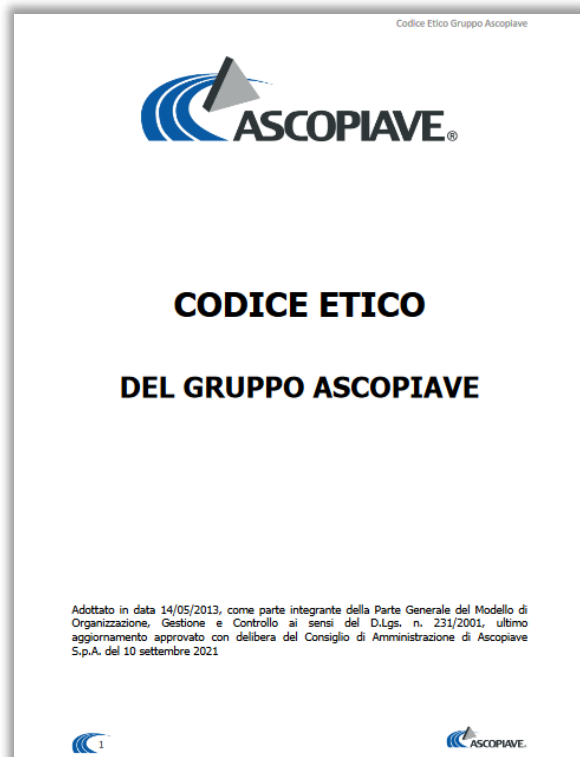 Codice Etico Gruppo Ascopiave
ASCOPIAVE®
CODICE ETICO
DEL GRUPPO ASCOPIAVE
Adottato in data 14/05/2013, come parte integrante della Parte Generale del Modello di
Organizzazione, Gestione e Controllo ai sensi del D.Lgs. n. 231/2001, ultimo
aggiornamento approvato con delibera del Consiglio di Amministrazione di Ascopiave
S.p.A. del 10 settembre 2021
1
ASCOPIAVE.